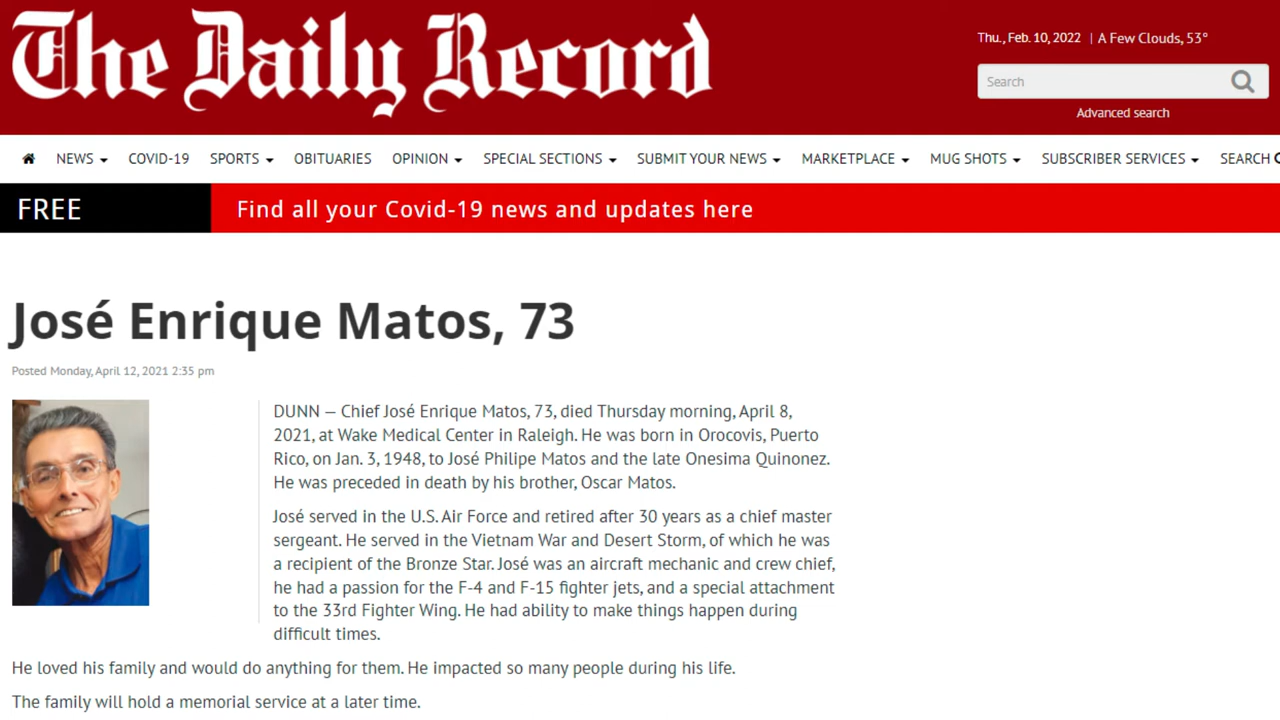 The Daily Record
Thu., Feb. 10, 2022 | A Few Clouds, 53°
Search
Advanced search
NEWS COVID-19 SPORTS OBITUARIES OPINION SPECIAL SECTIONS SUBMIT YOUR NEWS MARKETPLACE MUG SHOTS SUBSCRIBER SERVICES SEARCH
FREE Find all your Covid-19 news and updates here
José Enrique Matos, 73
Posted Monday, April 12, 2021 2:35 pm
DUNN — Chief José Enrique Matos, 73, died Thursday morning, April 8,
2021, at Wake Medical Center in Raleigh. He was born in Orocovis, Puerto
Rico, on Jan. 3, 1948, to José Philipe Matos and the late Onesima Quinonez.
He was preceded in death by his brother, Oscar Matos.
José served in the U.S. Air Force and retired after 30 years as a chief master
sergeant. He served in the Vietnam War and Desert Storm, of which he was
a recipient of the Bronze Star. José was an aircraft mechanic and crew chief,
he had a passion for the F-4 and F-15 fighter jets, and a special attachment
to the 33rd Fighter Wing. He had ability to make things happen during
difficult times.
He loved his family and would do anything for them. He impacted so many people during his life.
The family will hold a memorial service at a later time.